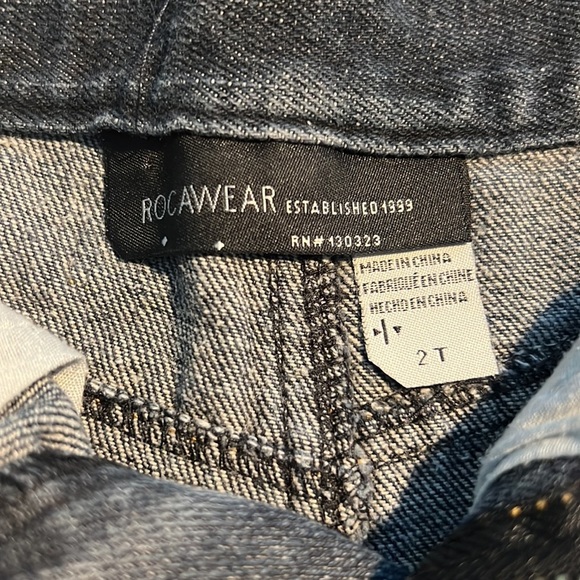 ROCAWEAR ESTABLISHED 1999
RN# 130323
MADE IN CHINA
FABRIQUÉ EN CHINE
HECHO EN CHINA
2T